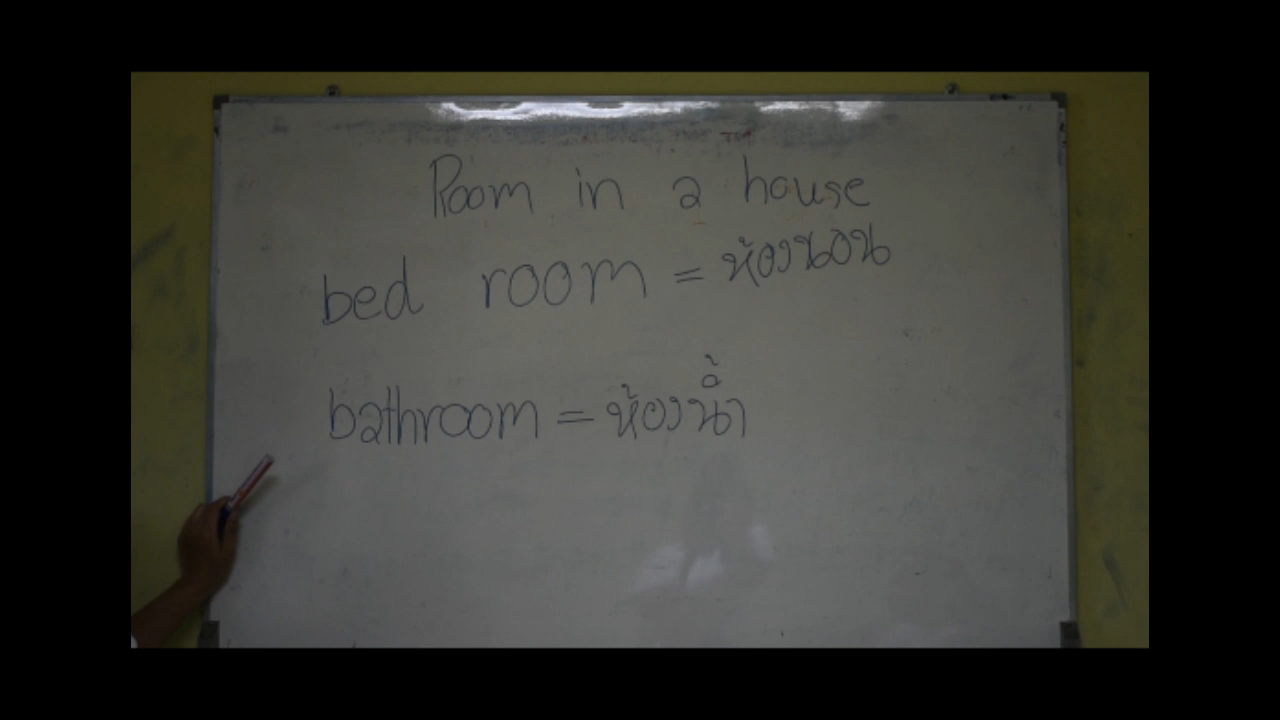 Room in a house
bed room = ห้องนอน
bathroom = ห้องน้ำ